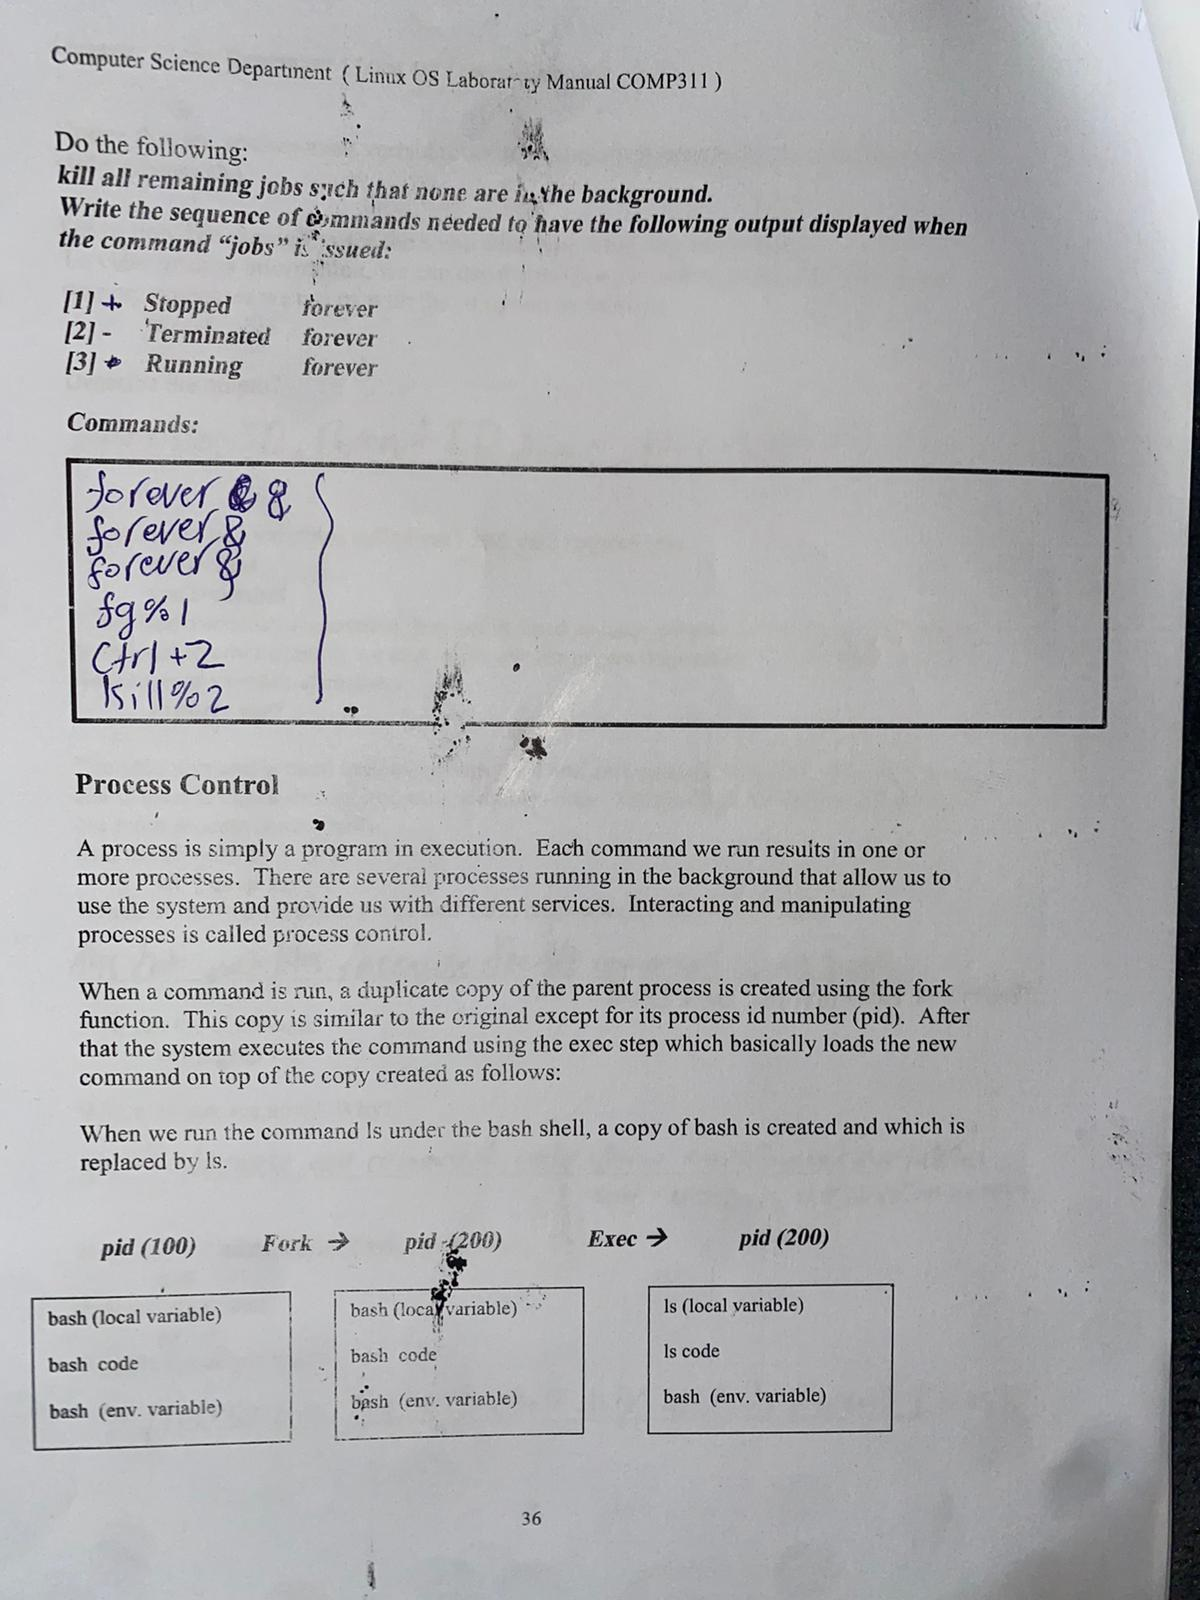 Computer Science Department ( Linux OS Laboratory Manual COMP311 )
Do the following:
kill all remaining jobs such that none are in the background.
Write the sequence of commands needed to have the following output displayed when
the command “jobs” is issued:
[1] + Stopped forever
[2] - Terminated forever
[3] Running forever
Commands:
forever &
forever &
forever &
fg %1
Ctrl+Z
kill %2
Process Control
A process is simply a program in execution. Each command we run results in one or
more processes. There are several processes running in the background that allow us to
use the system and provide us with different services. Interacting and manipulating
processes is called process control.
When a command is run, a duplicate copy of the parent process is created using the fork
function. This copy is similar to the original except for its process id number (pid). After
that the system executes the command using the exec step which basically loads the new
command on top of the copy created as follows:
When we run the command ls under the bash shell, a copy of bash is created and which is
replaced by ls.
pid (100) Fork → pid (200) Exec → pid (200)
bash (local variable) bash (local variable) ls (local variable)
bash code bash code ls code
bash (env. variable) bash (env. variable) bash (env. variable)
36